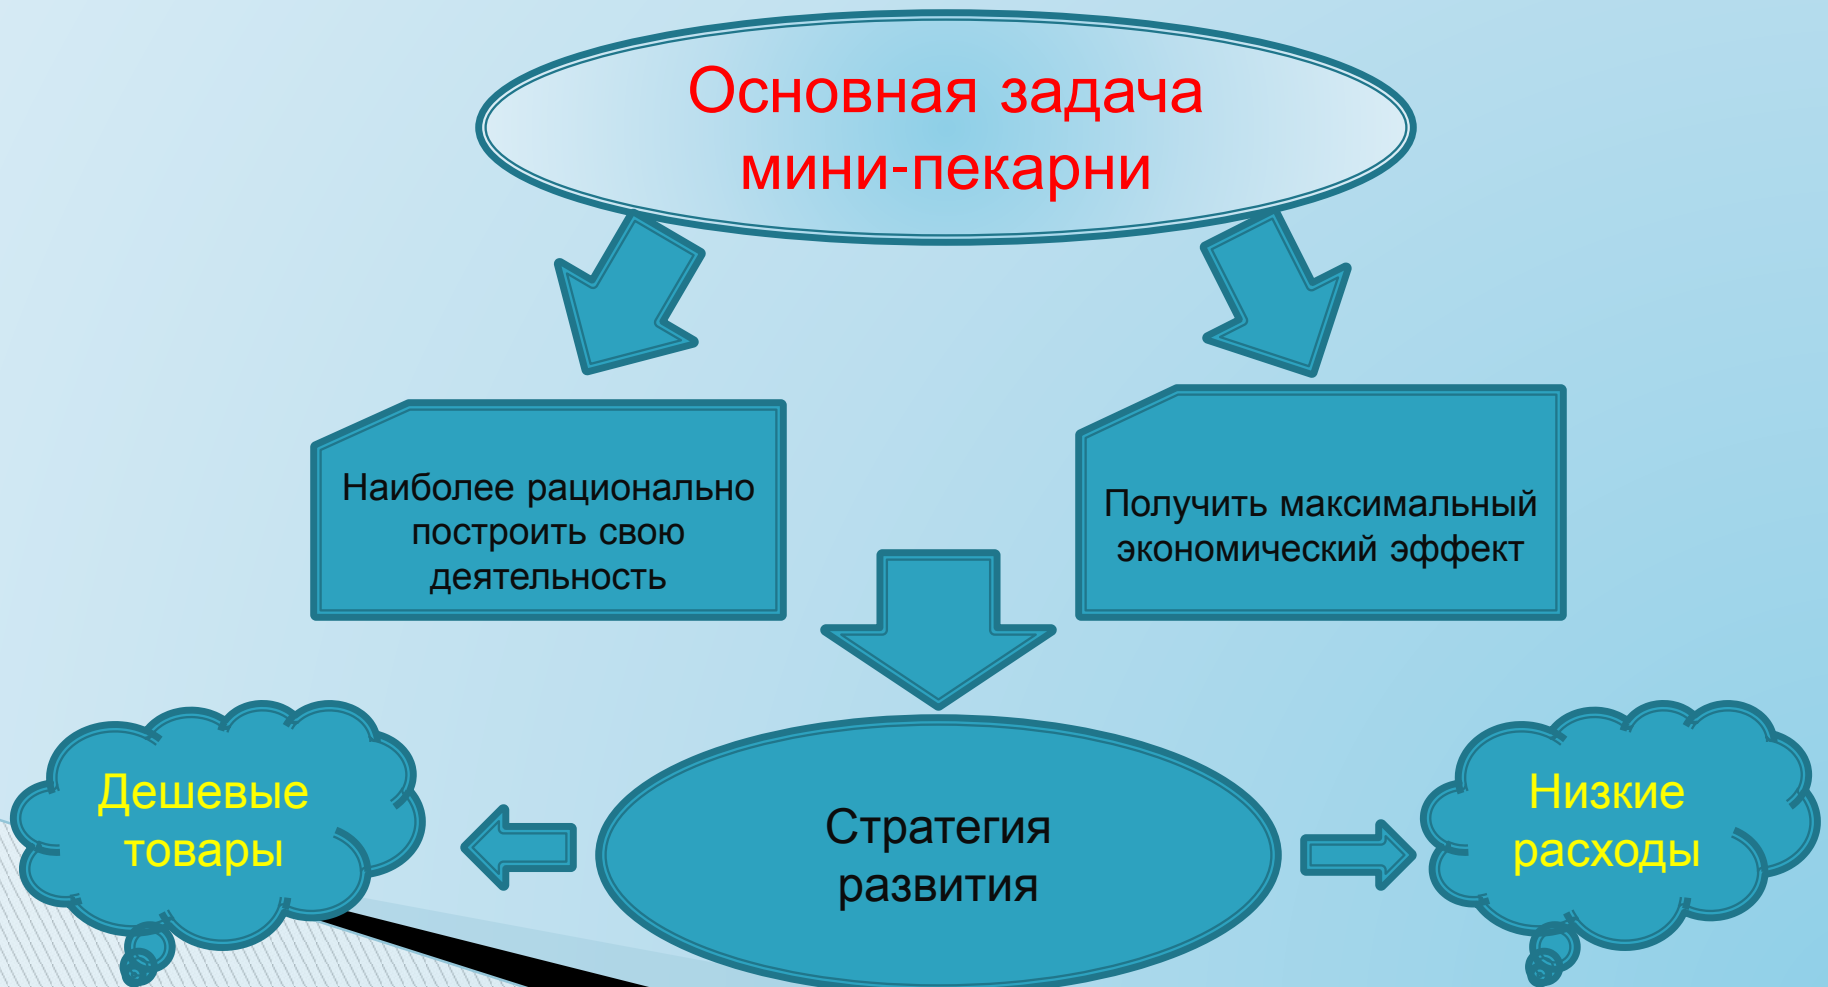 Основная задача
мини-пекарни
Наиболее рационально
построить свою
деятельность
Получить максимальный
экономический эффект
Дешевые
товары
Стратегия
развития
Низкие
расходы